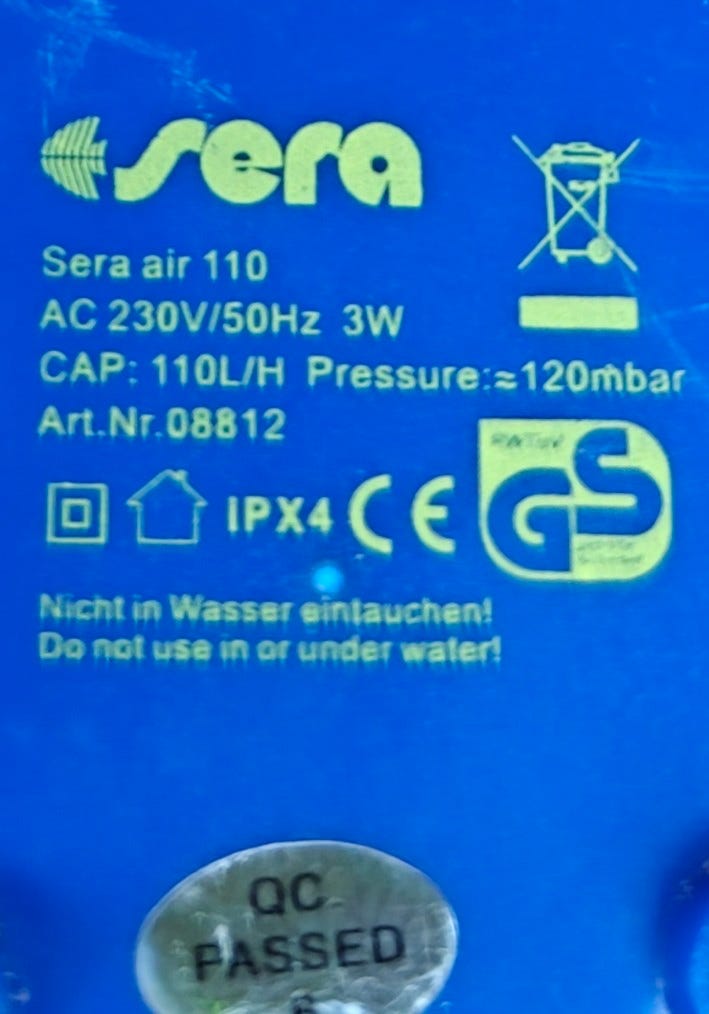 sera
Sera air 110
AC 230V/50Hz 3W
CAP: 110L/H Pressure:≈120mbar
Art.Nr.08812
IPX4 CE
GS
Nicht in Wasser eintauchen!
Do not use in or under water!
QC
PASSED